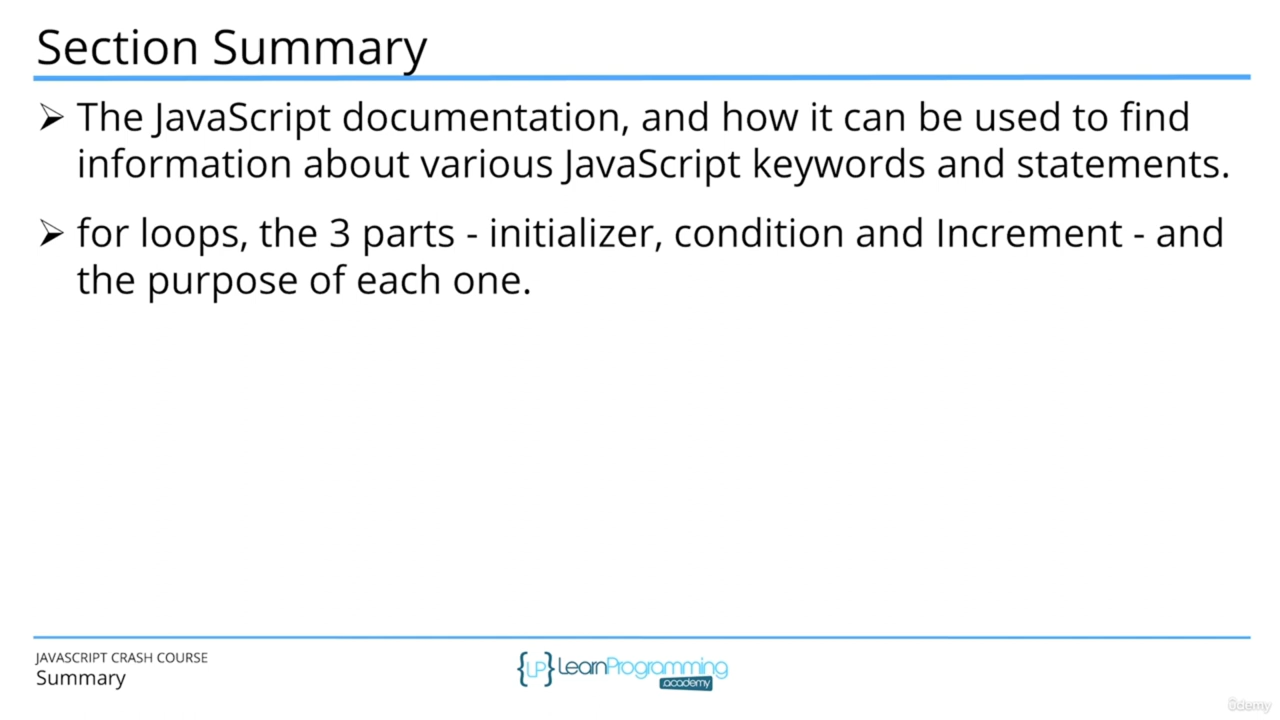 Section Summary
➢ The JavaScript documentation, and how it can be used to find
information about various JavaScript keywords and statements.
➢ for loops, the 3 parts - initializer, condition and Increment - and
the purpose of each one.
JAVASCRIPT CRASH COURSE
Summary
{LP} LearnProgramming
.academy
ûdemy